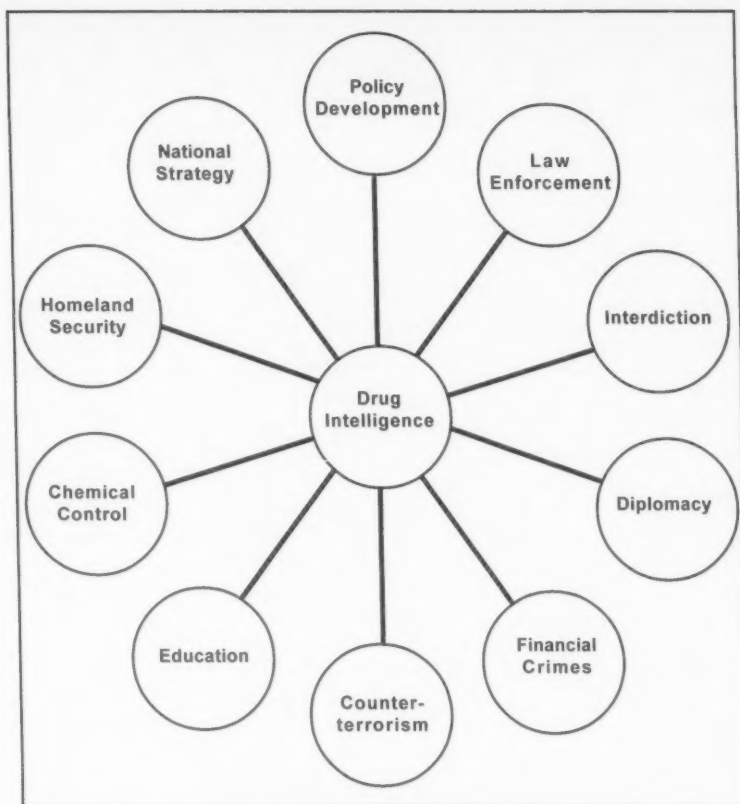 Policy
Development
National
Strategy
Law
Enforcement
Homeland
Security
Interdiction
Drug
Intelligence
Chemical
Control
Diplomacy
Education
Financial
Crimes
Counter-
terrorism